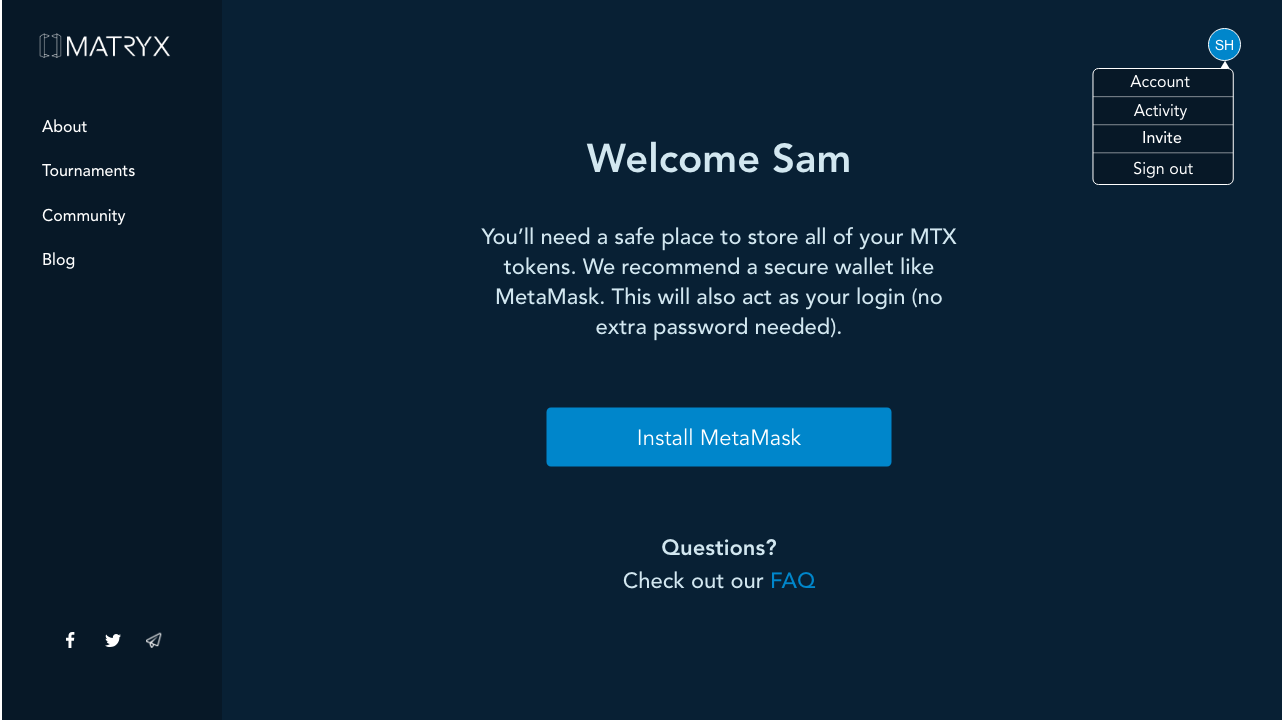 MATRYX
About
Tournaments
Community
Blog
SH
Account
Activity
Invite
Sign out
Welcome Sam
You’ll need a safe place to store all of your MTX
tokens. We recommend a secure wallet like
MetaMask. This will also act as your login (no
extra password needed).
Install MetaMask
Questions?
Check out our FAQ